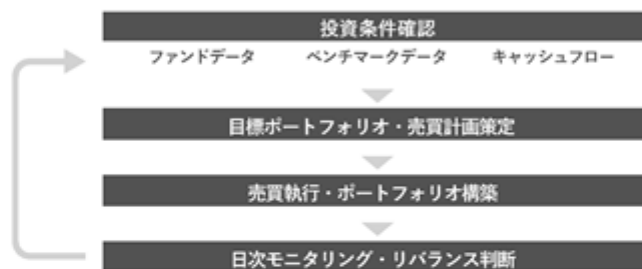 投資条件確認
ファンドデータ ベンチマークデータ キャッシュフロー
目標ポートフォリオ・売買計画策定
売買執行・ポートフォリオ構築
日次モニタリング・リバランス判断